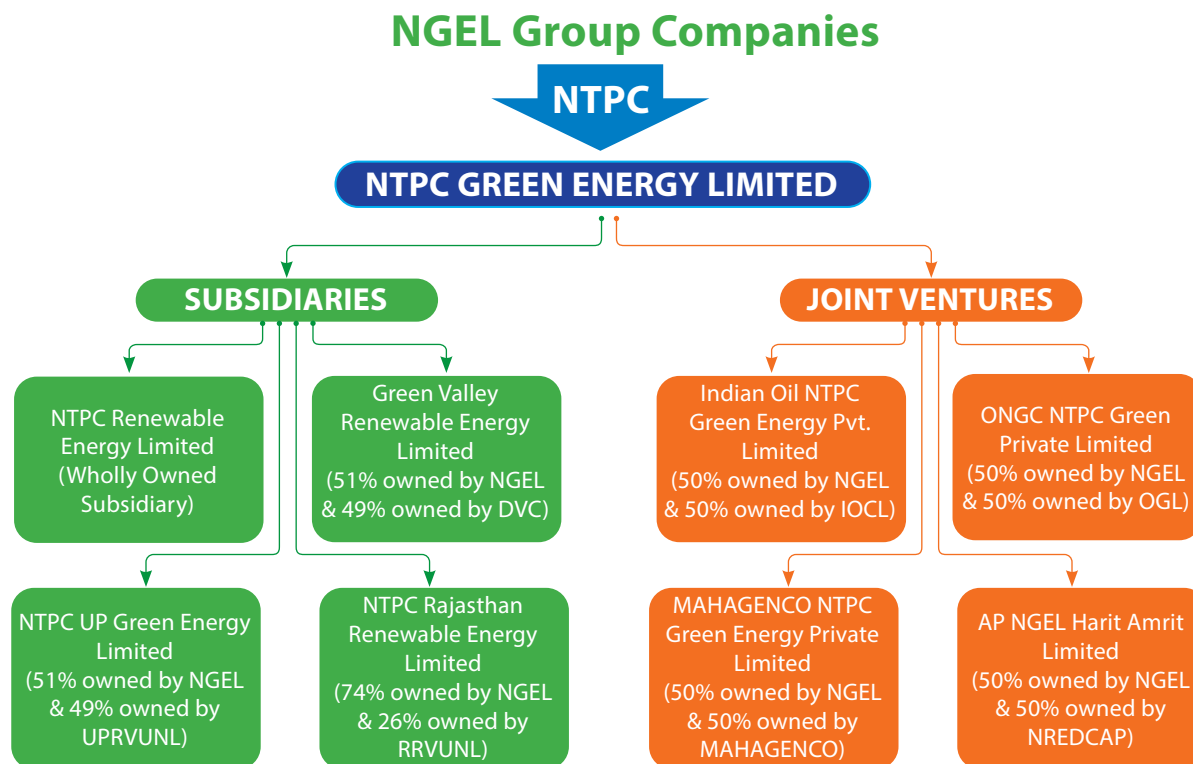 NGEL Group Companies
NTPC
NTPC GREEN ENERGY LIMITED
SUBSIDIARIES
JOINT VENTURES
NTPC Renewable
Energy Limited
(Wholly Owned
Subsidiary)
Green Valley
Renewable Energy
Limited
(51% owned by NGEL
& 49% owned by DVC)
Indian Oil NTPC
Green Energy Pvt.
Limited
(50% owned by NGEL
& 50% owned by IOCL)
ONGC NTPC Green
Private Limited
(50% owned by NGEL
& 50% owned by OGL)
NTPC UP Green Energy
Limited
(51% owned by NGEL
& 49% owned by
UPRVUNL)
NTPC Rajasthan
Renewable Energy
Limited
(74% owned by NGEL
& 26% owned by
RRVUNL)
MAHAGENCO NTPC
Green Energy Private
Limited
(50% owned by NGEL
& 50% owned by
MAHAGENCO)
AP NGEL Harit Amrit
Limited
(50% owned by NGEL
& 50% owned by
NREDCAP)